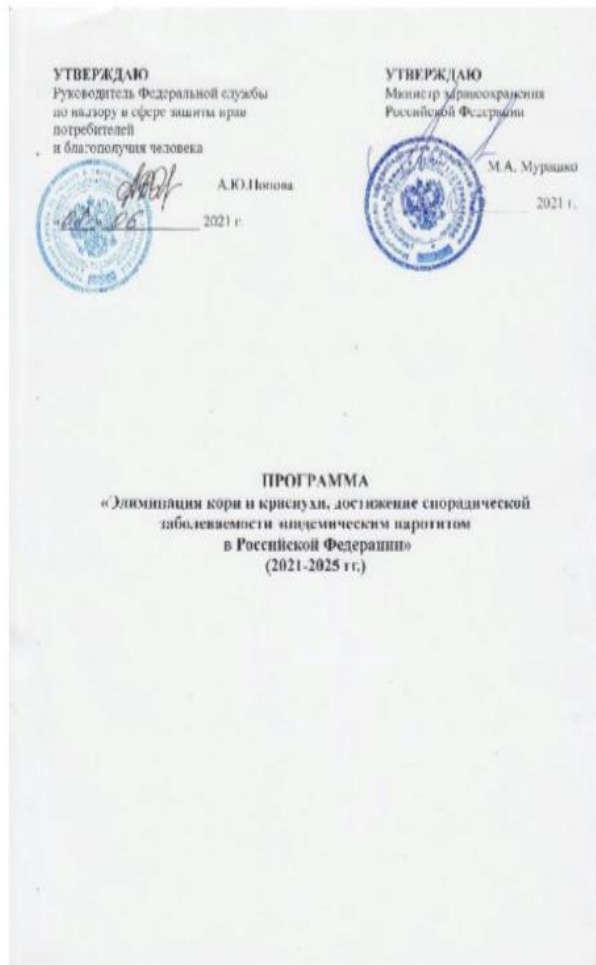 УТВЕРЖДАЮ
Руководитель Федеральной службы
по надзору в сфере защиты прав
потребителей
и благополучия человека
А.Ю.Попова
2021 г.
УТВЕРЖДАЮ
Министр здравоохранения
Российской Федерации
М.А. Мурашко
2021 г.
ПРОГРАММА
«Элиминация кори и краснухи, достижение спорадической
заболеваемости эпидемическим паротитом
в Российской Федерации»
(2021-2025 гг.)